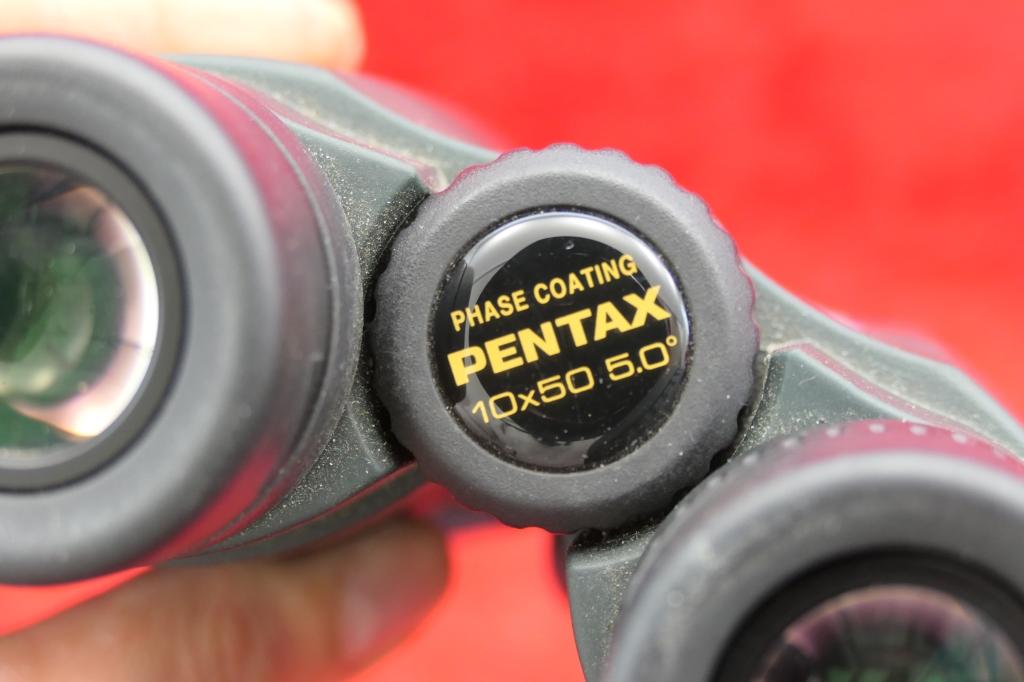 PHASE COATING
PENTAX
10x50 5.0°